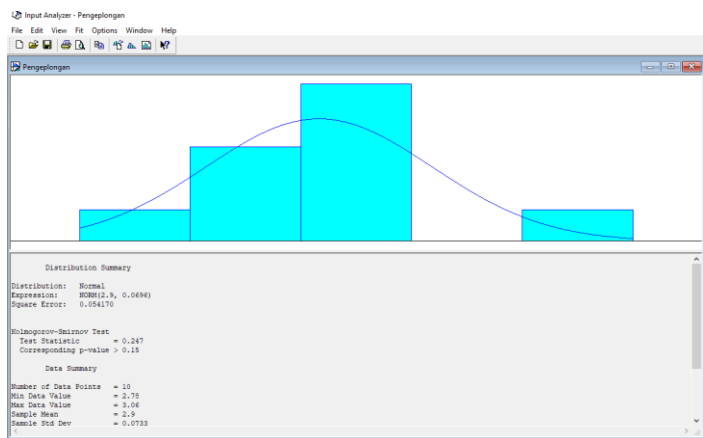 Input Analyzer - Pengeplongan
File Edit View Fit Options Window Help
Pengeplongan
Distribution Summary
Distribution: Normal
Expression: NORM(2.9, 0.0696)
Square Error: 0.054170
Kolmogorov-Smirnov Test
Test Statistic = 0.247
Corresponding p-value > 0.15
Data Summary
Number of Data Points = 10
Min Data Value = 2.78
Max Data Value = 3.06
Sample Mean = 2.9
Sample Std Dev = 0.0733